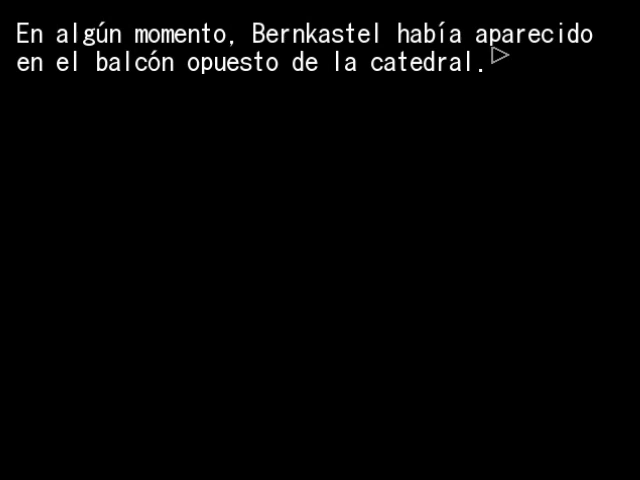 En algún momento, Bernkastel había aparecido
en el balcón opuesto de la catedral.